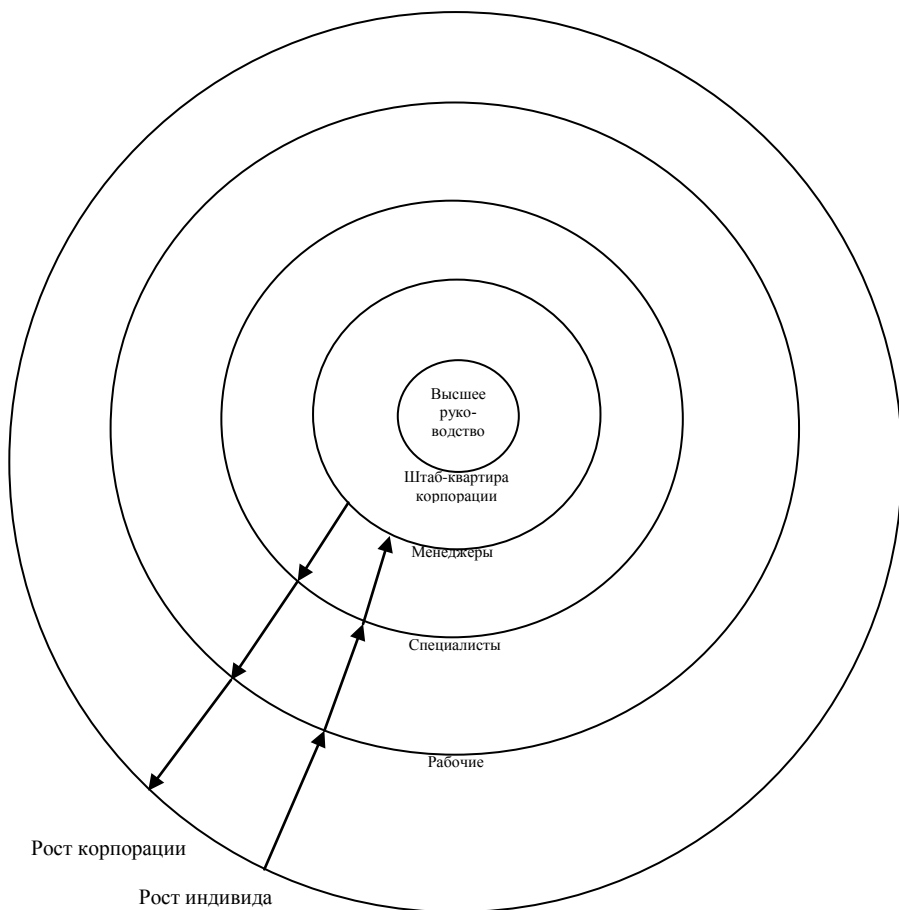 Высшее
руко-
водство
Штаб-квартира
корпорации
Менеджеры
Специалисты
Рабочие
Рост корпорации
Рост индивида